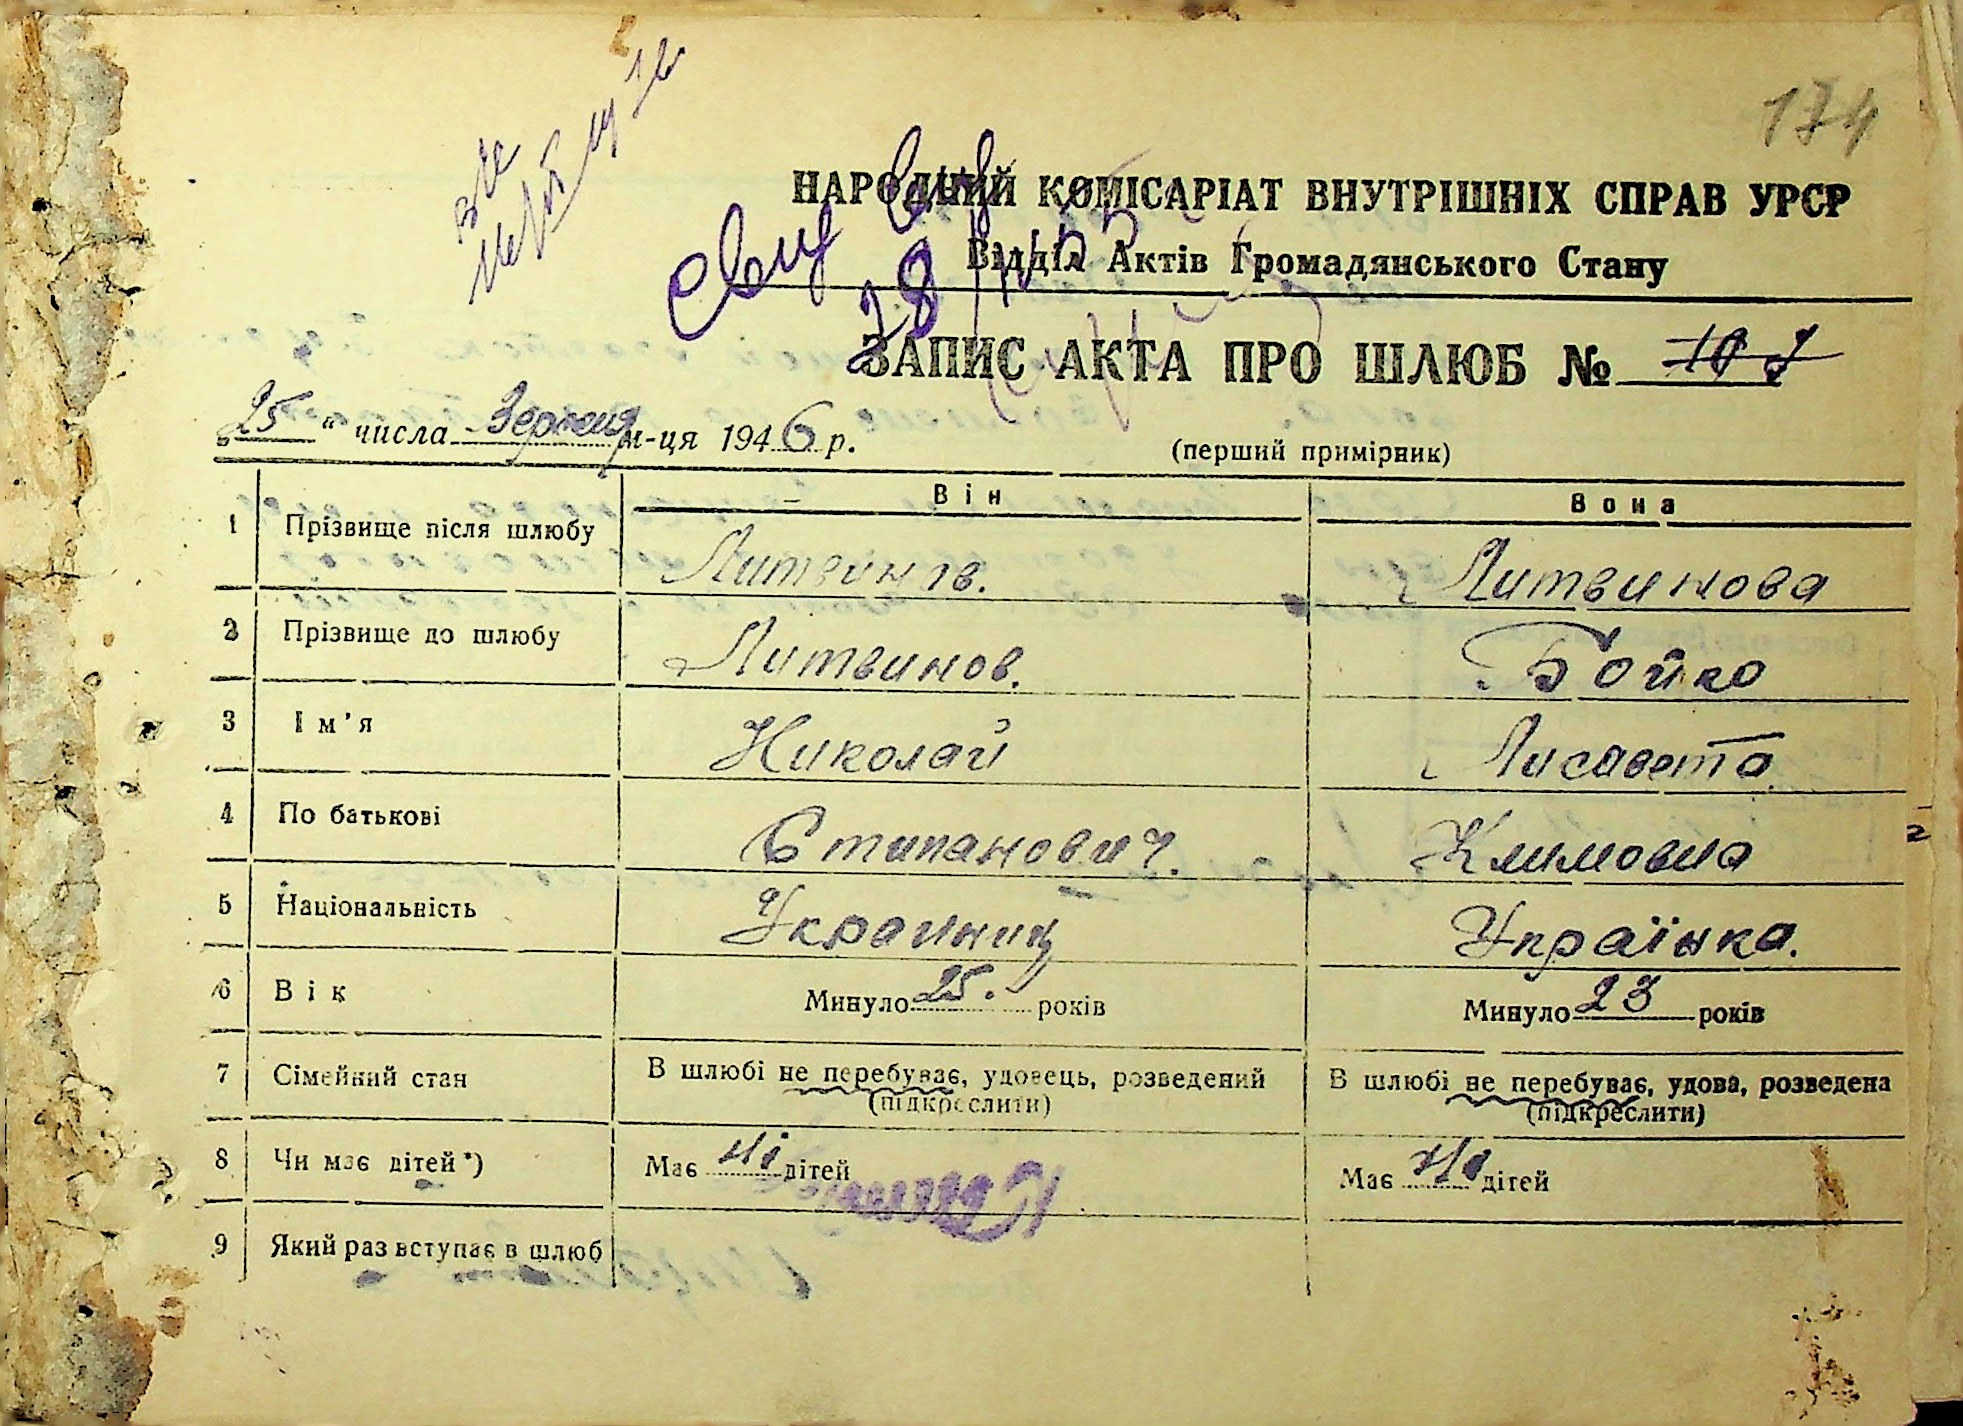 174
НАРОДНИЙ КОМІСАРІАТ ВНУТРІШНІХ СПРАВ УРСР
Відділ Актів Громадянського Стану
ЗАПИС АКТА ПРО ШЛЮБ №
„25“ числа Зерпня м-ця 1946 р.
(перший примірник)
Він Вона
1 Прізвище після шлюбу Литвинов. Литвинова
2 Прізвище до шлюбу Литвинов. Бойко
3 Ім'я Николай Лисавета
4 По батькові Стипанович. Климовна
5 Національність Украиниц Українка.
6 Вік Минуло 25. років Минуло 23 років
7 Сімейний стан В шлюбі не перебуває, удовець, розведений В шлюбі не перебуває, удова, розведена
(підкреслити) (підкреслити)
8 Чи має дітей*) Має ні дітей Має ні дітей
9 Який раз вступає в шлюб